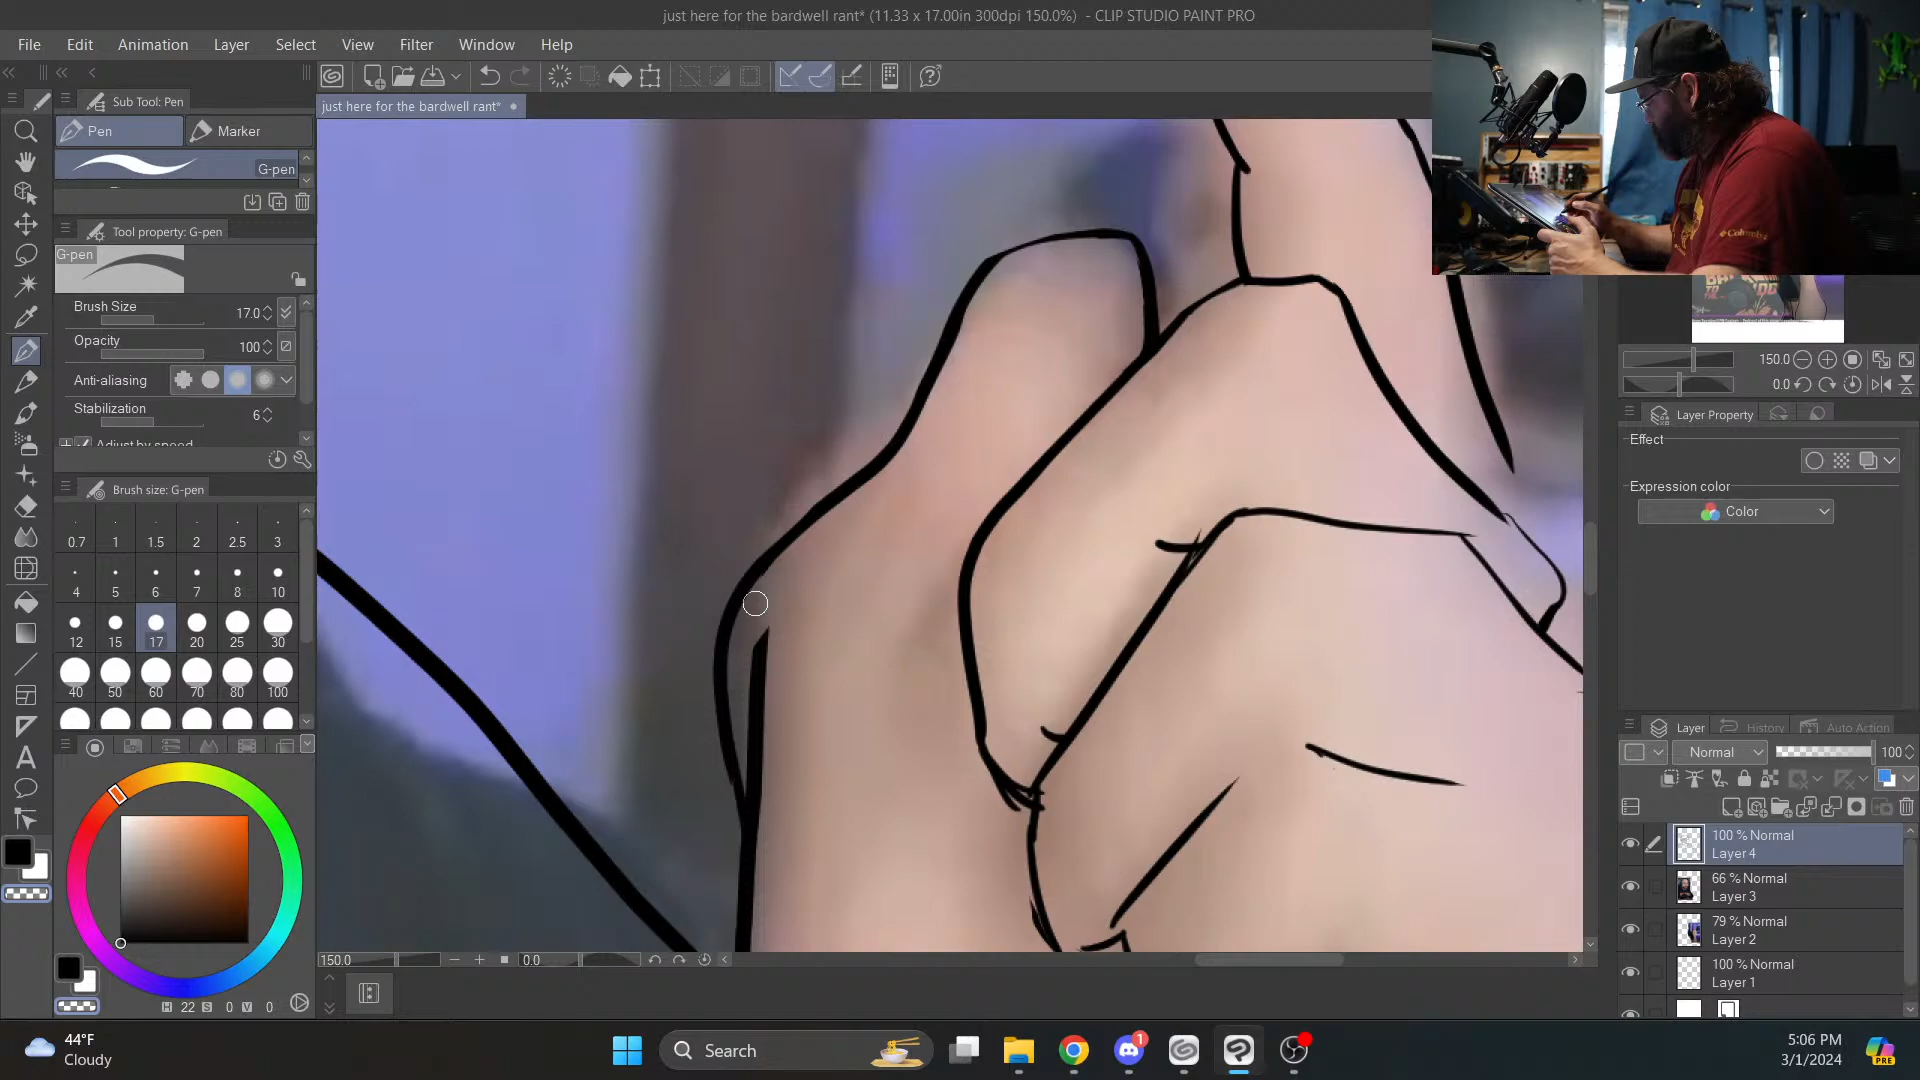 just here for the bardwell rant* (11.33 x 17.00in 300dpi 150.0%) - CLIP STUDIO PAINT PRO
File Edit Animation Layer Select View Filter Window Help
just here for the bardwell rant*
Sub Tool: Pen
Pen Marker
G-pen
Tool property: G-pen
G-pen
Brush Size 17.0
Opacity 100
Anti-aliasing
Stabilization 6
Adjust by speed
Brush size: G-pen
0.7 1 1.5 2 2.5 3
4 5 6 7 8 10
12 15 17 20 25 30
40 50 60 70 80 100
H 22 S 0 V 0
150.0 0.0
Columbia
150.0
0.0
Layer Property
Effect
Expression color
Color
Layer History Auto Action
Normal 100
100 % Normal
Layer 4
66 % Normal
Layer 3
79 % Normal
Layer 2
100 % Normal
Layer 1
44°F
Cloudy
Search
1
5:06 PM
3/1/2024
PRE